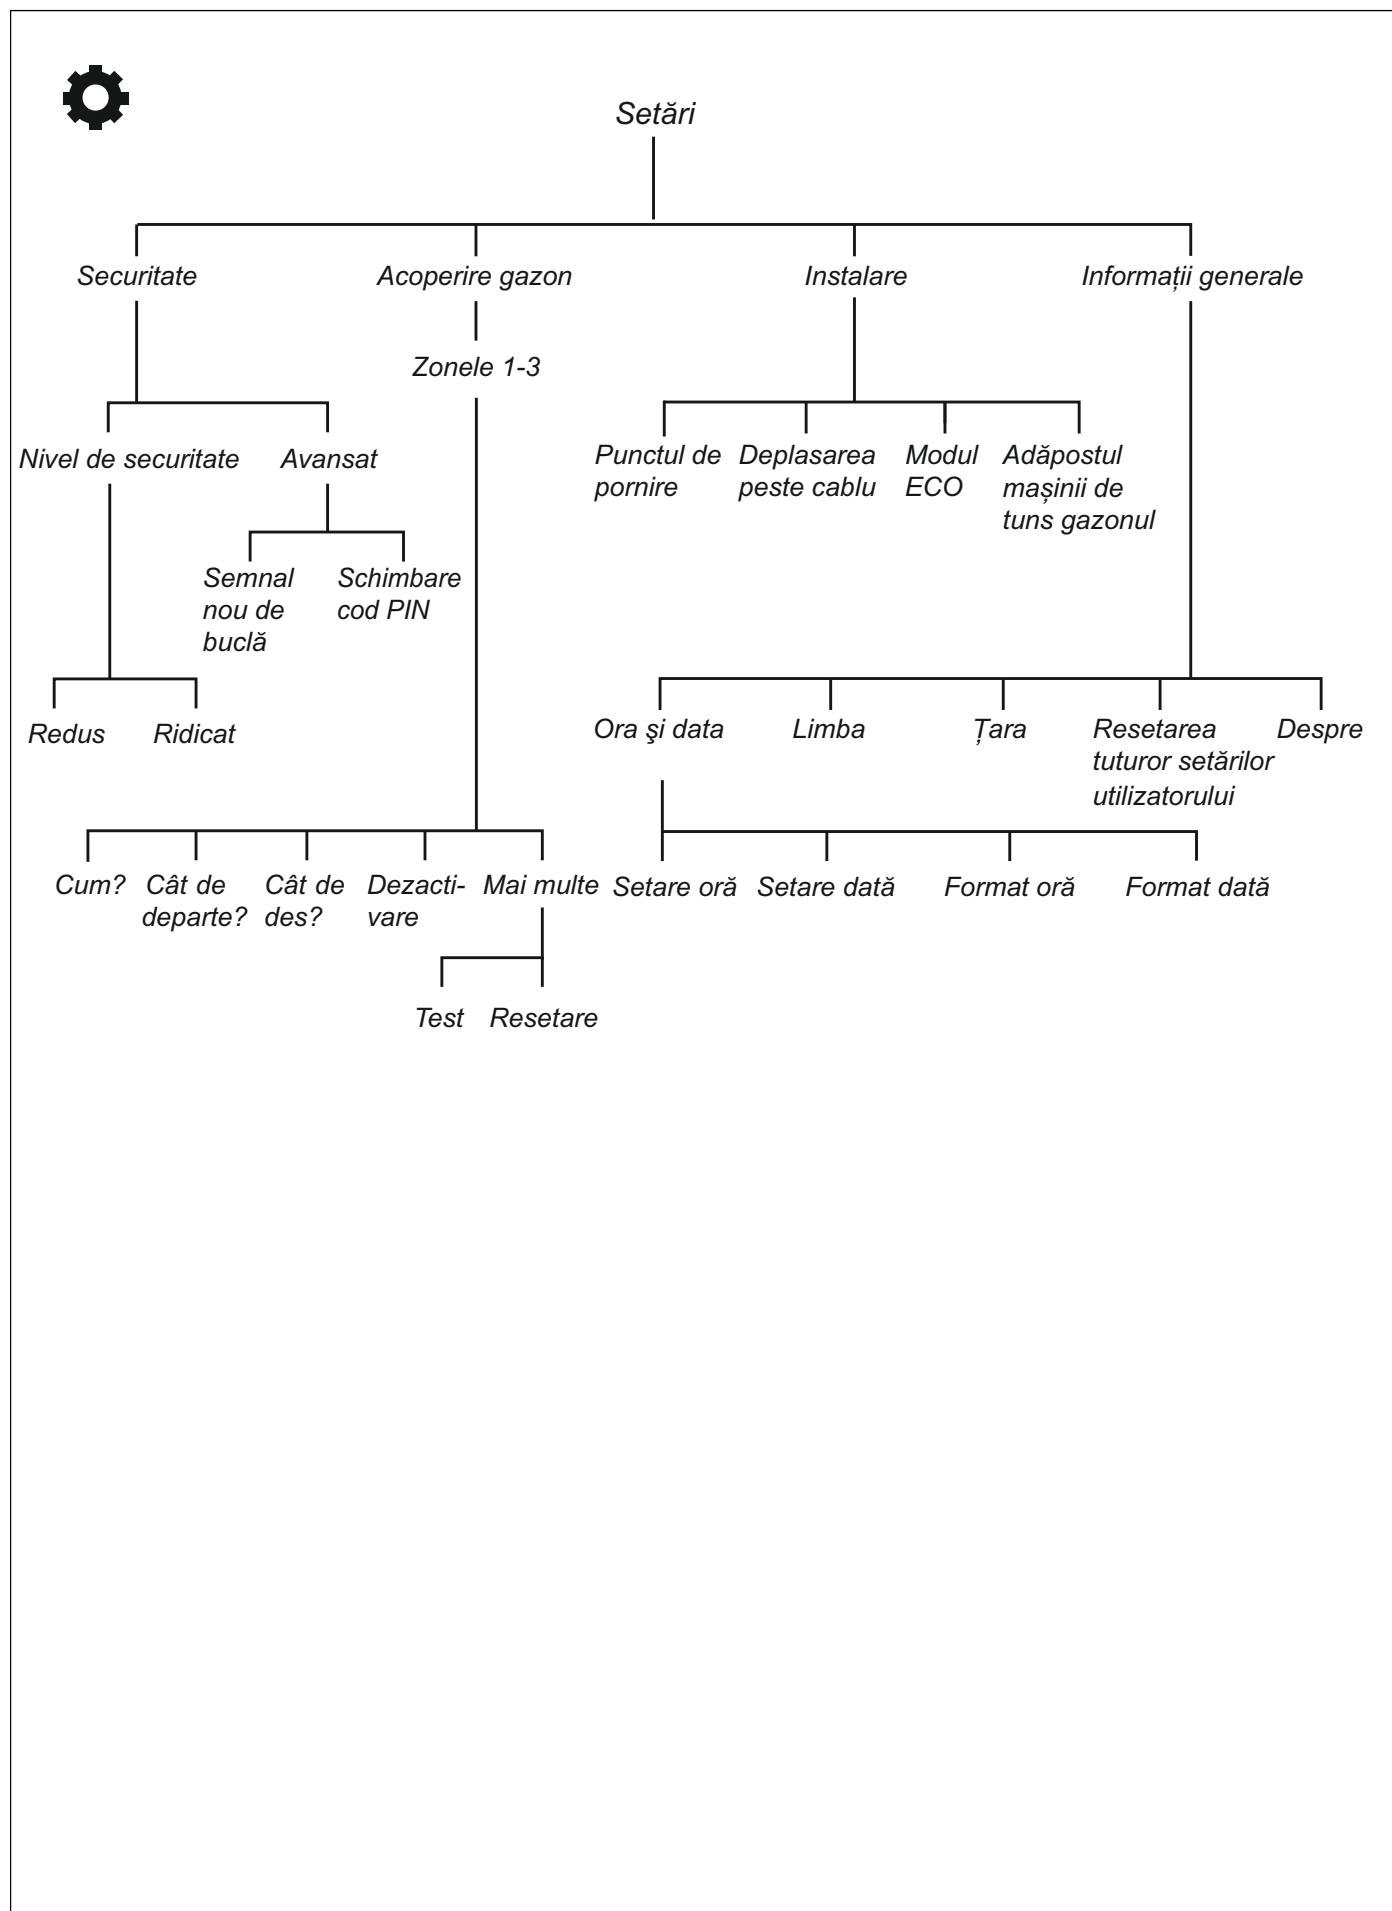 Setări
Securitate
Acoperire gazon
Instalare
Informații generale
Zonele 1-3
Nivel de securitate
Avansat
Punctul de
pornire
Deplasarea
peste cablu
Modul
ECO
Adăpostul
mașinii de
tuns gazonul
Semnal
nou de
buclă
Schimbare
cod PIN
Redus
Ridicat
Ora şi data
Limba
Țara
Resetarea
tuturor setărilor
utilizatorului
Despre
Cum?
Cât de
departe?
Cât de
des?
Dezacti-
vare
Mai multe
Setare oră
Setare dată
Format oră
Format dată
Test
Resetare